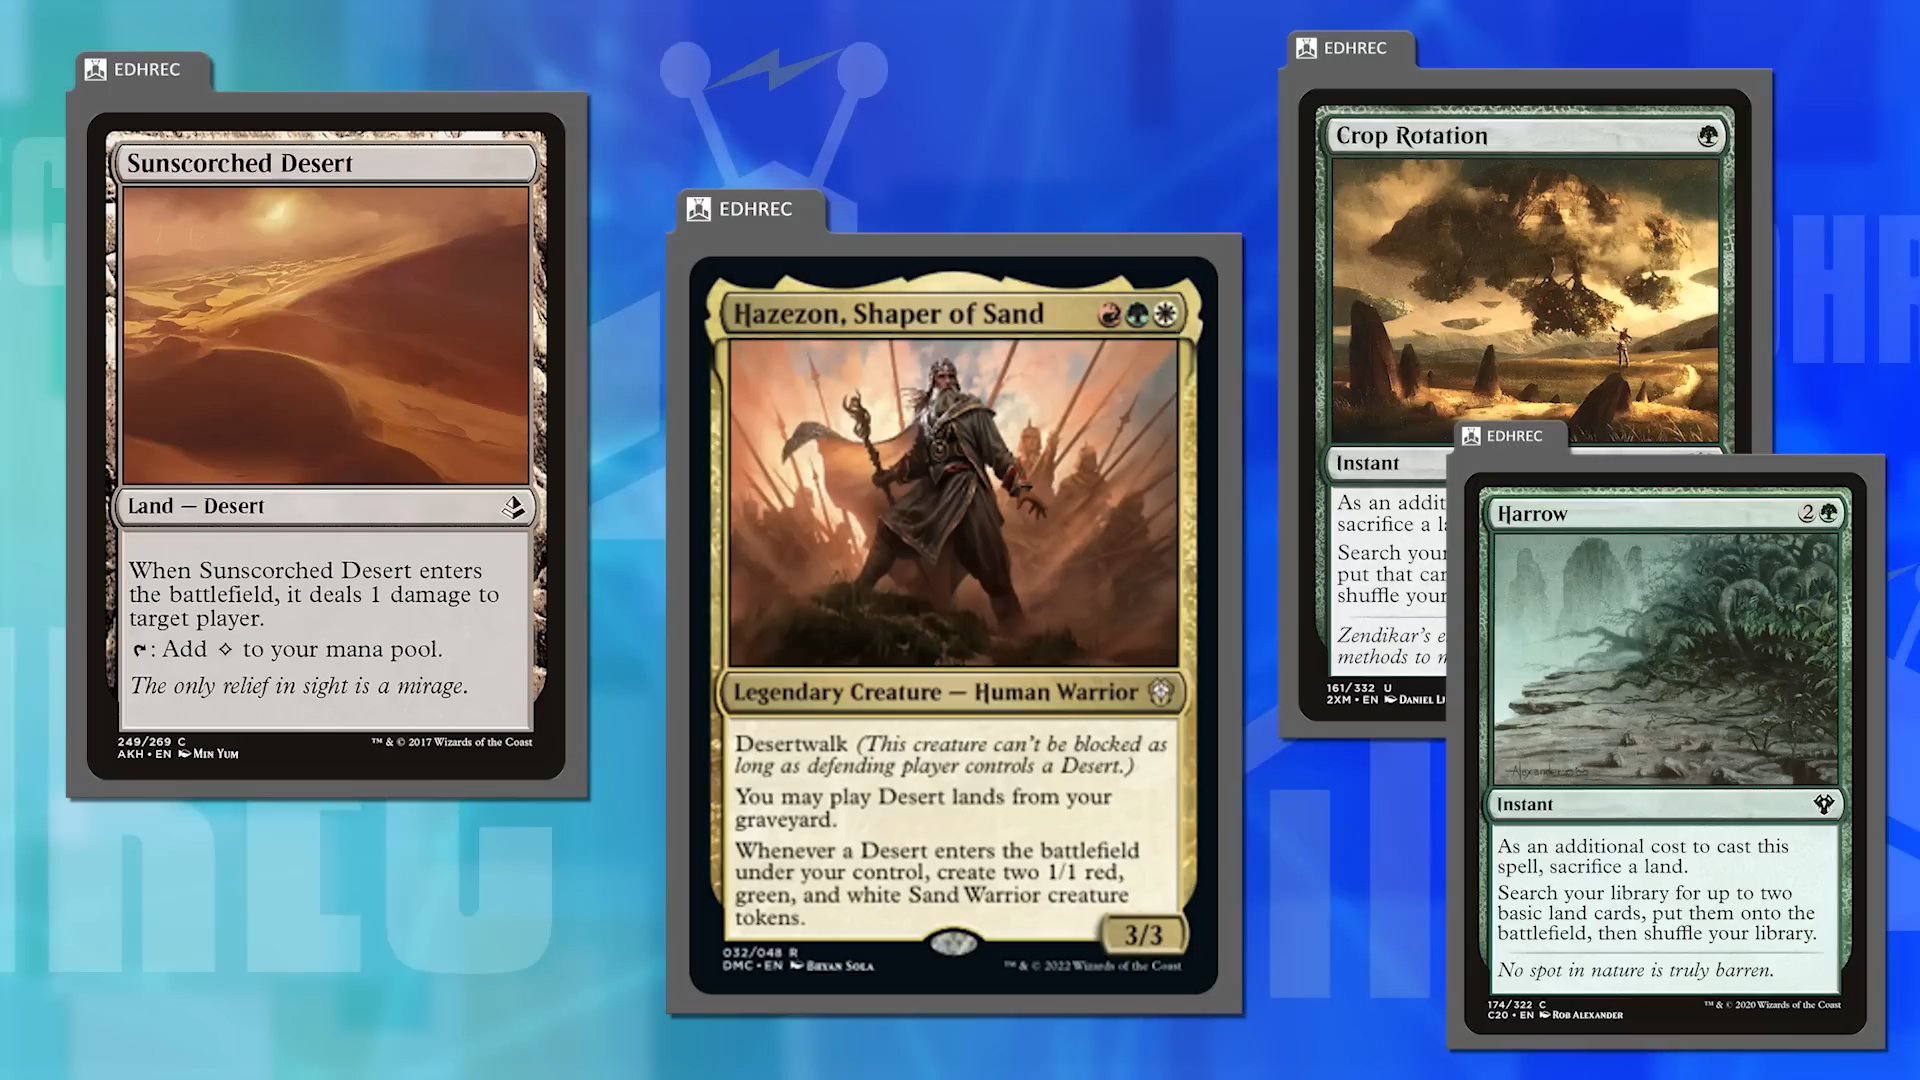 EDHREC
Sunscorched Desert
Land — Desert
When Sunscorched Desert enters
the battlefield, it deals 1 damage to
target player.
: Add to your mana pool.
The only relief in sight is a mirage.
249/269 C
AKH • EN MIN YUM
™ & © 2017 Wizards of the Coast
EDHREC
Hazezon, Shaper of Sand
Legendary Creature — Human Warrior
Desertwalk (This creature can't be blocked as
long as defending player controls a Desert.)
You may play Desert lands from your
graveyard.
Whenever a Desert enters the battlefield
under your control, create two 1/1 red,
green, and white Sand Warrior creature
tokens.
3/3
032/048 R
DMC • EN BRYAN SOLA
™ & © 2022 Wizards of the Coast
EDHREC
Crop Rotation
Instant
As an addit
sacrifice a l
Search your
put that car
shuffle your
Zendikar's e
methods to
161/332 U
2XM • EN DANIEL
EDHREC
Harrow
2
Instant
As an additional cost to cast this
spell, sacrifice a land.
Search your library for up to two
basic land cards, put them onto the
battlefield, then shuffle your library.
No spot in nature is truly barren.
174/322 C
C20 • EN ROB ALEXANDER
™ & © 2020 Wizards of the Coast